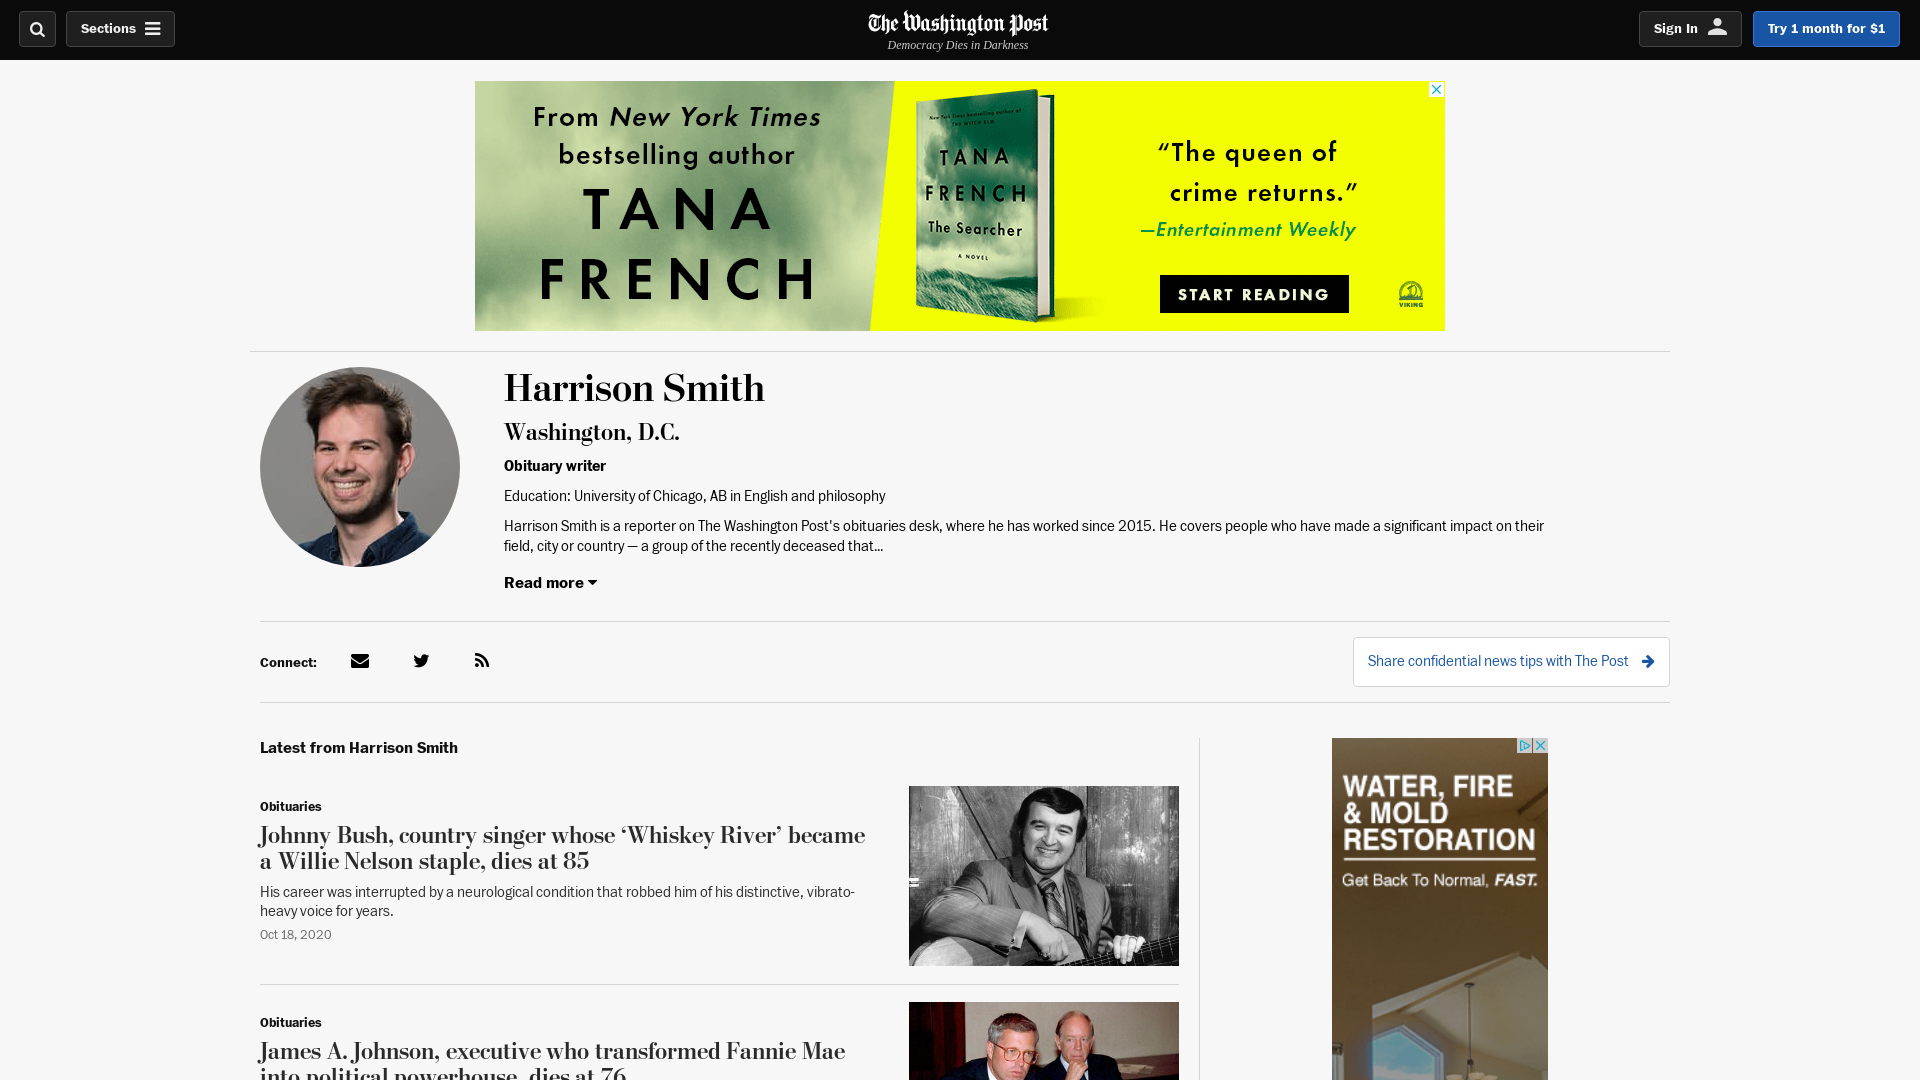 Sections
The Washington Post
Democracy Dies in Darkness
Sign In
Try 1 month for $1
From New York Times
bestselling author
TANA
FRENCH
New York Times bestselling author of
THE WITCH ELM
TANA
FRENCH
The Searcher
A NOVEL
“The queen of
crime returns.”
—Entertainment Weekly
START READING
VIKING
Harrison Smith
Washington, D.C.
Obituary writer
Education: University of Chicago, AB in English and philosophy
Harrison Smith is a reporter on The Washington Post's obituaries desk, where he has worked since 2015. He covers people who have made a significant impact on their
field, city or country — a group of the recently deceased that...
Read more
Connect:
Share confidential news tips with The Post
Latest from Harrison Smith
Obituaries
Johnny Bush, country singer whose ‘Whiskey River’ became
a Willie Nelson staple, dies at 85
His career was interrupted by a neurological condition that robbed him of his distinctive, vibrato-
heavy voice for years.
Oct 18, 2020
Obituaries
James A. Johnson, executive who transformed Fannie Mae
into political powerhouse, dies at 76
WATER, FIRE
& MOLD
RESTORATION
Get Back To Normal, FAST.